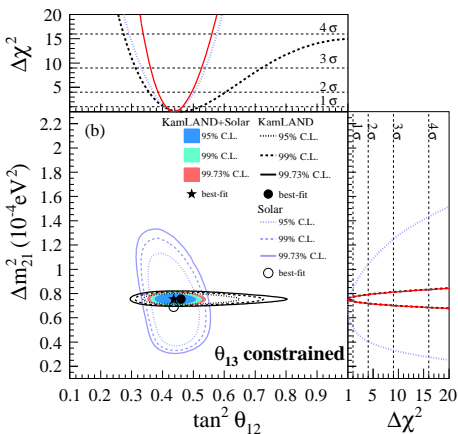 Δχ²
20
15
10
5
4σ
3σ
2σ
1σ
(b)
KamLAND+Solar
95% C.L.
99% C.L.
99.73% C.L.
best-fit
KamLAND
95% C.L.
99% C.L.
99.73% C.L.
best-fit
Solar
95% C.L.
99% C.L.
99.73% C.L.
best-fit
θ₁₃ constrained
Δm²₂₁ (10⁻⁴eV²)
2
1.8
1.6
1.4
1.2
1
0.8
0.6
0.4
0.2
0.1 0.2 0.3 0.4 0.5 0.6 0.7 0.8 0.9
tan² θ₁₂
1σ 2σ 3σ 4σ
1 5 10 15 20
Δχ²